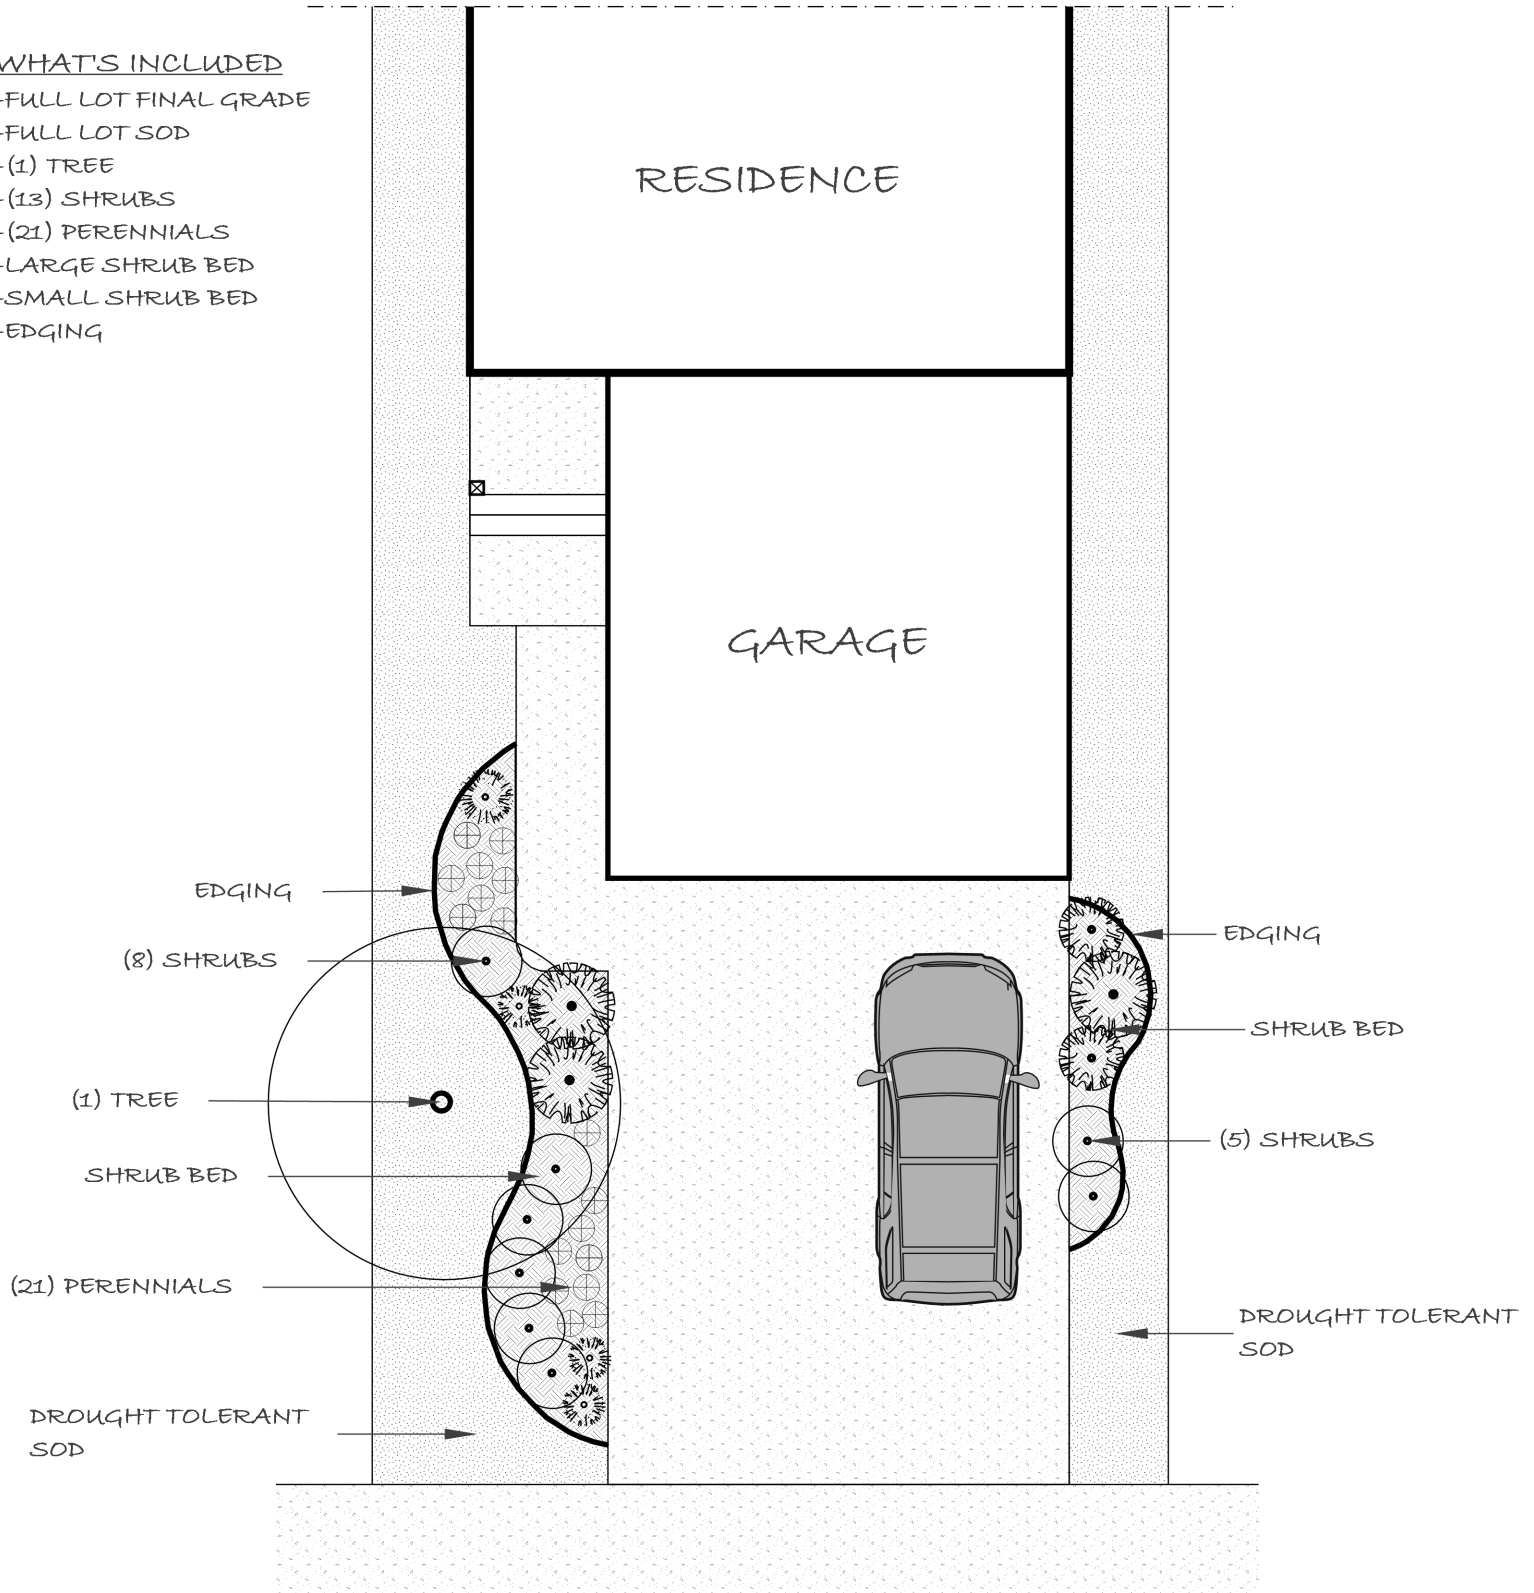 WHAT'S INCLUDED
-FULL LOT FINAL GRADE
-FULL LOT SOD
-(1) TREE
-(13) SHRUBS
-(21) PERENNIALS
-LARGE SHRUB BED
-SMALL SHRUB BED
-EDGING
RESIDENCE
GARAGE
EDGING
(8) SHRUBS
(1) TREE
SHRUB BED
(21) PERENNIALS
DROUGHT TOLERANT
SOD
EDGING
SHRUB BED
(5) SHRUBS
DROUGHT TOLERANT
SOD